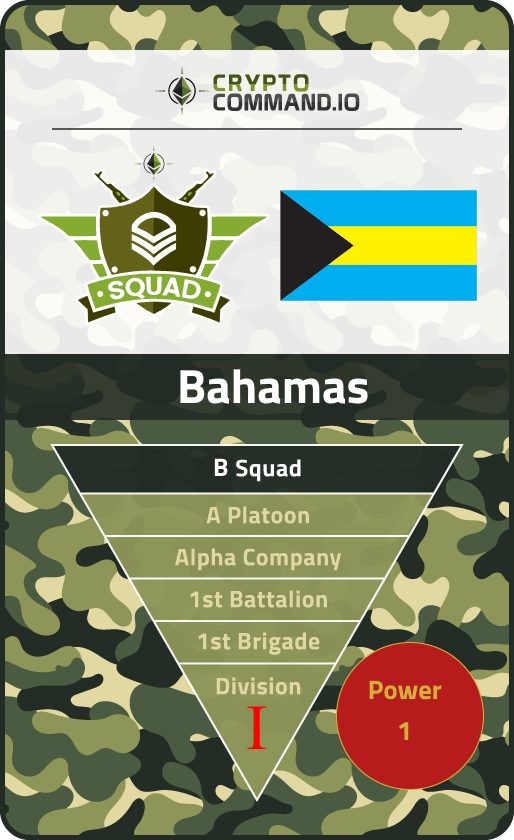 CRYPTO
COMMAND.IO
SQUAD
Bahamas
B Squad
A Platoon
Alpha Company
1st Battalion
1st Brigade
Division
I
Power
1